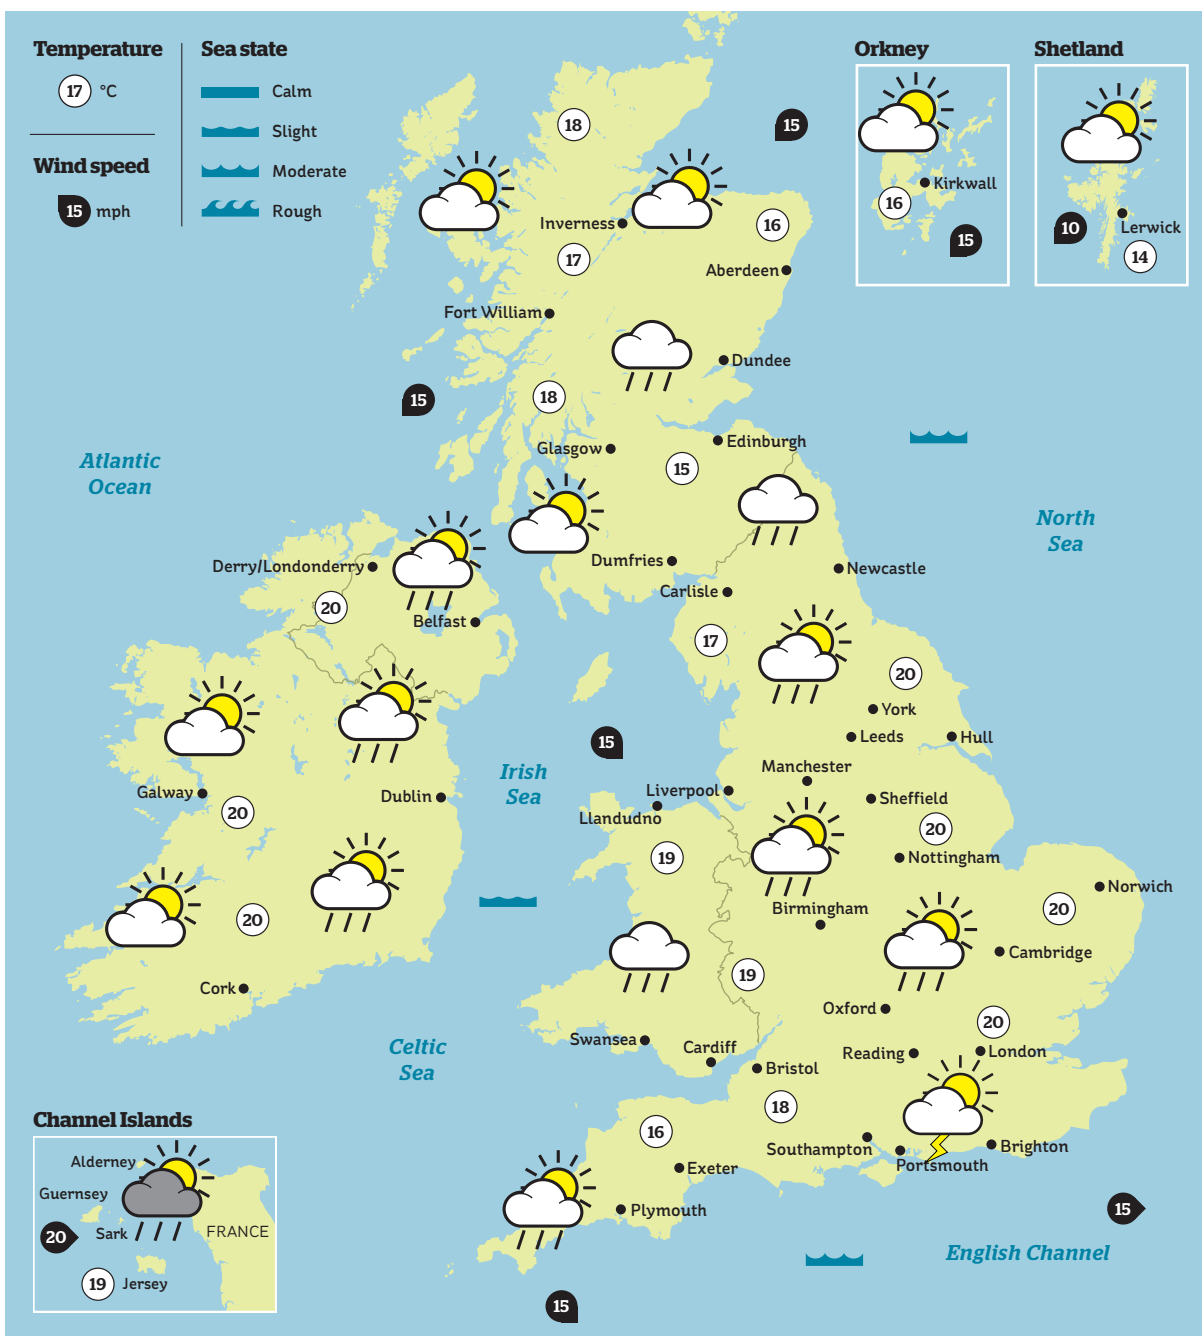 Temperature
17 °C
Wind speed
15 mph
Sea state
Calm
Slight
Moderate
Rough
Orkney
Kirkwall
16
15
Shetland
10
Lerwick
14
18
15
Inverness
16
17
Aberdeen
Fort William
Dundee
15
18
Glasgow
Edinburgh
15
Atlantic
Ocean
North
Sea
Derry/Londonderry
Dumfries
Newcastle
Carlisle
20
Belfast
17
20
York
15
Leeds
Hull
Irish
Sea
Manchester
Galway
Dublin
Liverpool
Sheffield
20
Llandudno
20
19
Nottingham
Norwich
20
Birmingham
20
Cambridge
19
Cork
Oxford
20
Swansea
Cardiff
Reading
London
Celtic
Sea
Bristol
18
16
Southampton
Brighton
Portsmouth
Exeter
Plymouth
15
English Channel
15
Channel Islands
Alderney
Guernsey
20
Sark
FRANCE
19
Jersey